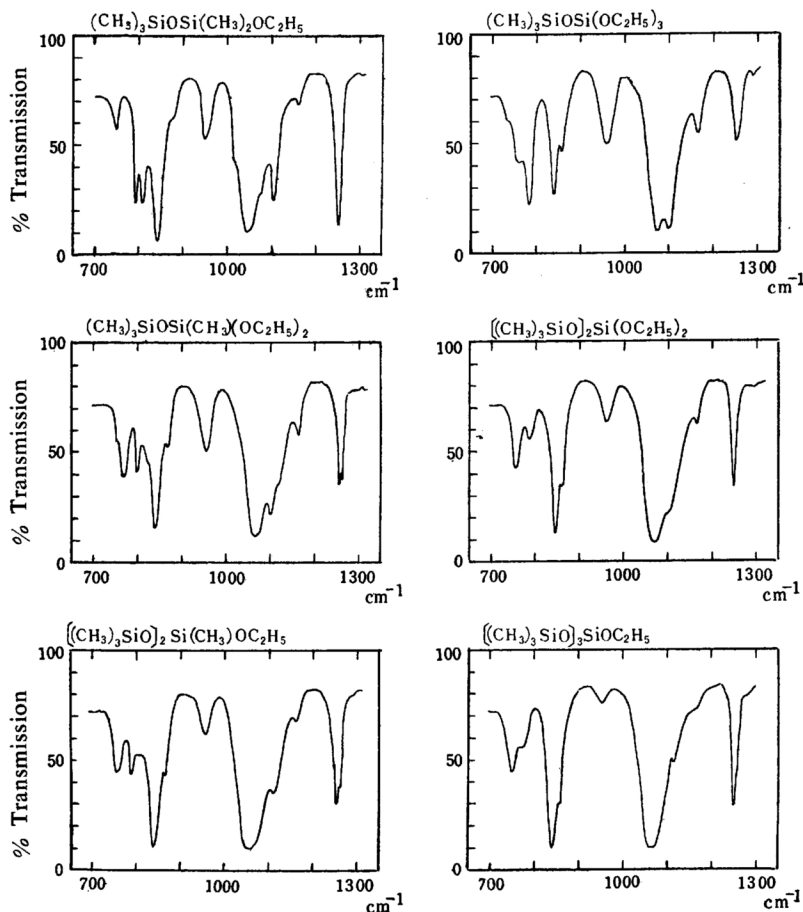 (CH3)3SiOSi(CH3)2OC2H5
100
50
0
% Transmission
700
1000
1300
cm-1
(CH3)3SiOSi(OC2H5)3
100
50
0
700
1000
1300
cm-1
(CH3)3SiOSi(CH3)(OC2H5)2
100
50
0
% Transmission
700
1000
1300
cm-1
[(CH3)3SiO]2Si(OC2H5)2
100
50
0
700
1000
1300
cm-1
[(CH3)3SiO]2Si(CH3)OC2H5
100
50
0
% Transmission
700
1000
1300
cm-1
[(CH3)3SiO]3SiOC2H5
100
50
0
700
1000
1300
cm-1